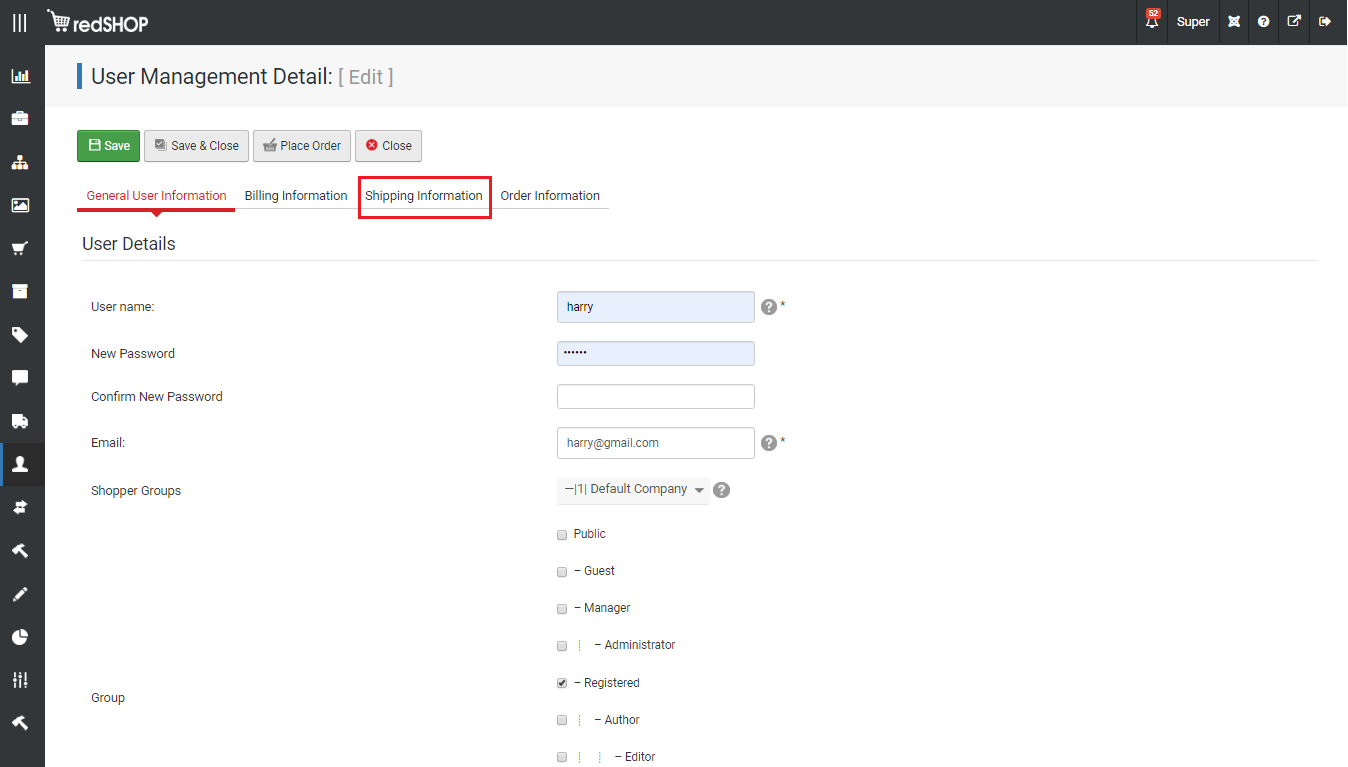 redSHOP
52
Super
User Management Detail: [ Edit ]
Save
Save & Close
Place Order
Close
General User Information
Billing Information
Shipping Information
Order Information
User Details
User name:
harry
*
New Password
••••••
Confirm New Password
Email:
harry@gmail.com
*
Shopper Groups
—|1| Default Company
Public
– Guest
– Manager
┊ – Administrator
– Registered
Group
┊ – Author
┊ ┊ – Editor